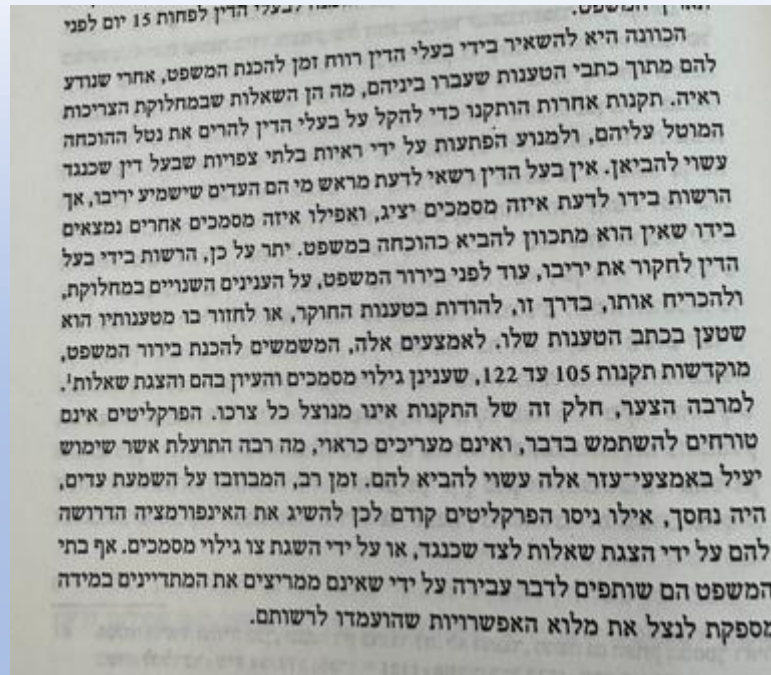 תאריך המשפט.
לבעלי הדין לפחות 15 יום לפני
הכוונה היא להשאיר בידי בעלי הדין רווח זמן להכנת המשפט, אחרי שנודע
להם מתוך כתבי הטענות שעברו ביניהם, מה הן השאלות שבמחלוקת הצריכות
ראיה. תקנות אחרות הותקנו כדי להקל על בעלי הדין להרים את נטל ההוכחה
המוטל עליהם, ולמנוע הפתעות על ידי ראיות בלתי צפויות שבעל דין שכנגד
עשוי להביאן. אין בעל הדין רשאי לדעת מראש מי הם העדים שישמיע יריבו, אך
הרשות בידו לדעת איזה מסמכים יציג, ואפילו איזה מסמכים אחרים נמצאים
בידו שאין הוא מתכוון להביא כהוכחה במשפט. יתר על כן, הרשות בידי בעל
הדין לחקור את יריבו, עוד לפני בירור המשפט, על הענינים השנויים במחלוקת,
ולהכריח אותו, בדרך זו, להודות בטענות החוקר, או לחזור בו מטענותיו הוא
שטען בכתב הטענות שלו. לאמצעים אלה, המשמשים להכנת בירור המשפט,
מוקדשות תקנות 105 עד 122, שענינן גילוי מסמכים והעיון בהם והצגת שאלות¹.
למרבה הצער, חלק זה של התקנות אינו מנוצל כל צרכו. הפרקליטים אינם
טורחים להשתמש בדבר, ואינם מעריכים כראוי, מה רבה התועלת אשר שימוש
יעיל באמצעי־עזר אלה עשוי להביא להם. זמן רב, המבוזבז על השמעת עדים,
היה נחסך, אילו ניסו הפרקליטים קודם לכן להשיג את האינפורמציה הדרושה
להם על ידי הצגת שאלות לצד שכנגד, או על ידי השגת צו גילוי מסמכים. אף בתי
המשפט הם שותפים לדבר עבירה על ידי שאינם ממריצים את המתדיינים במידה
מספקת לנצל את מלוא האפשרויות שהועמדו לרשותם.